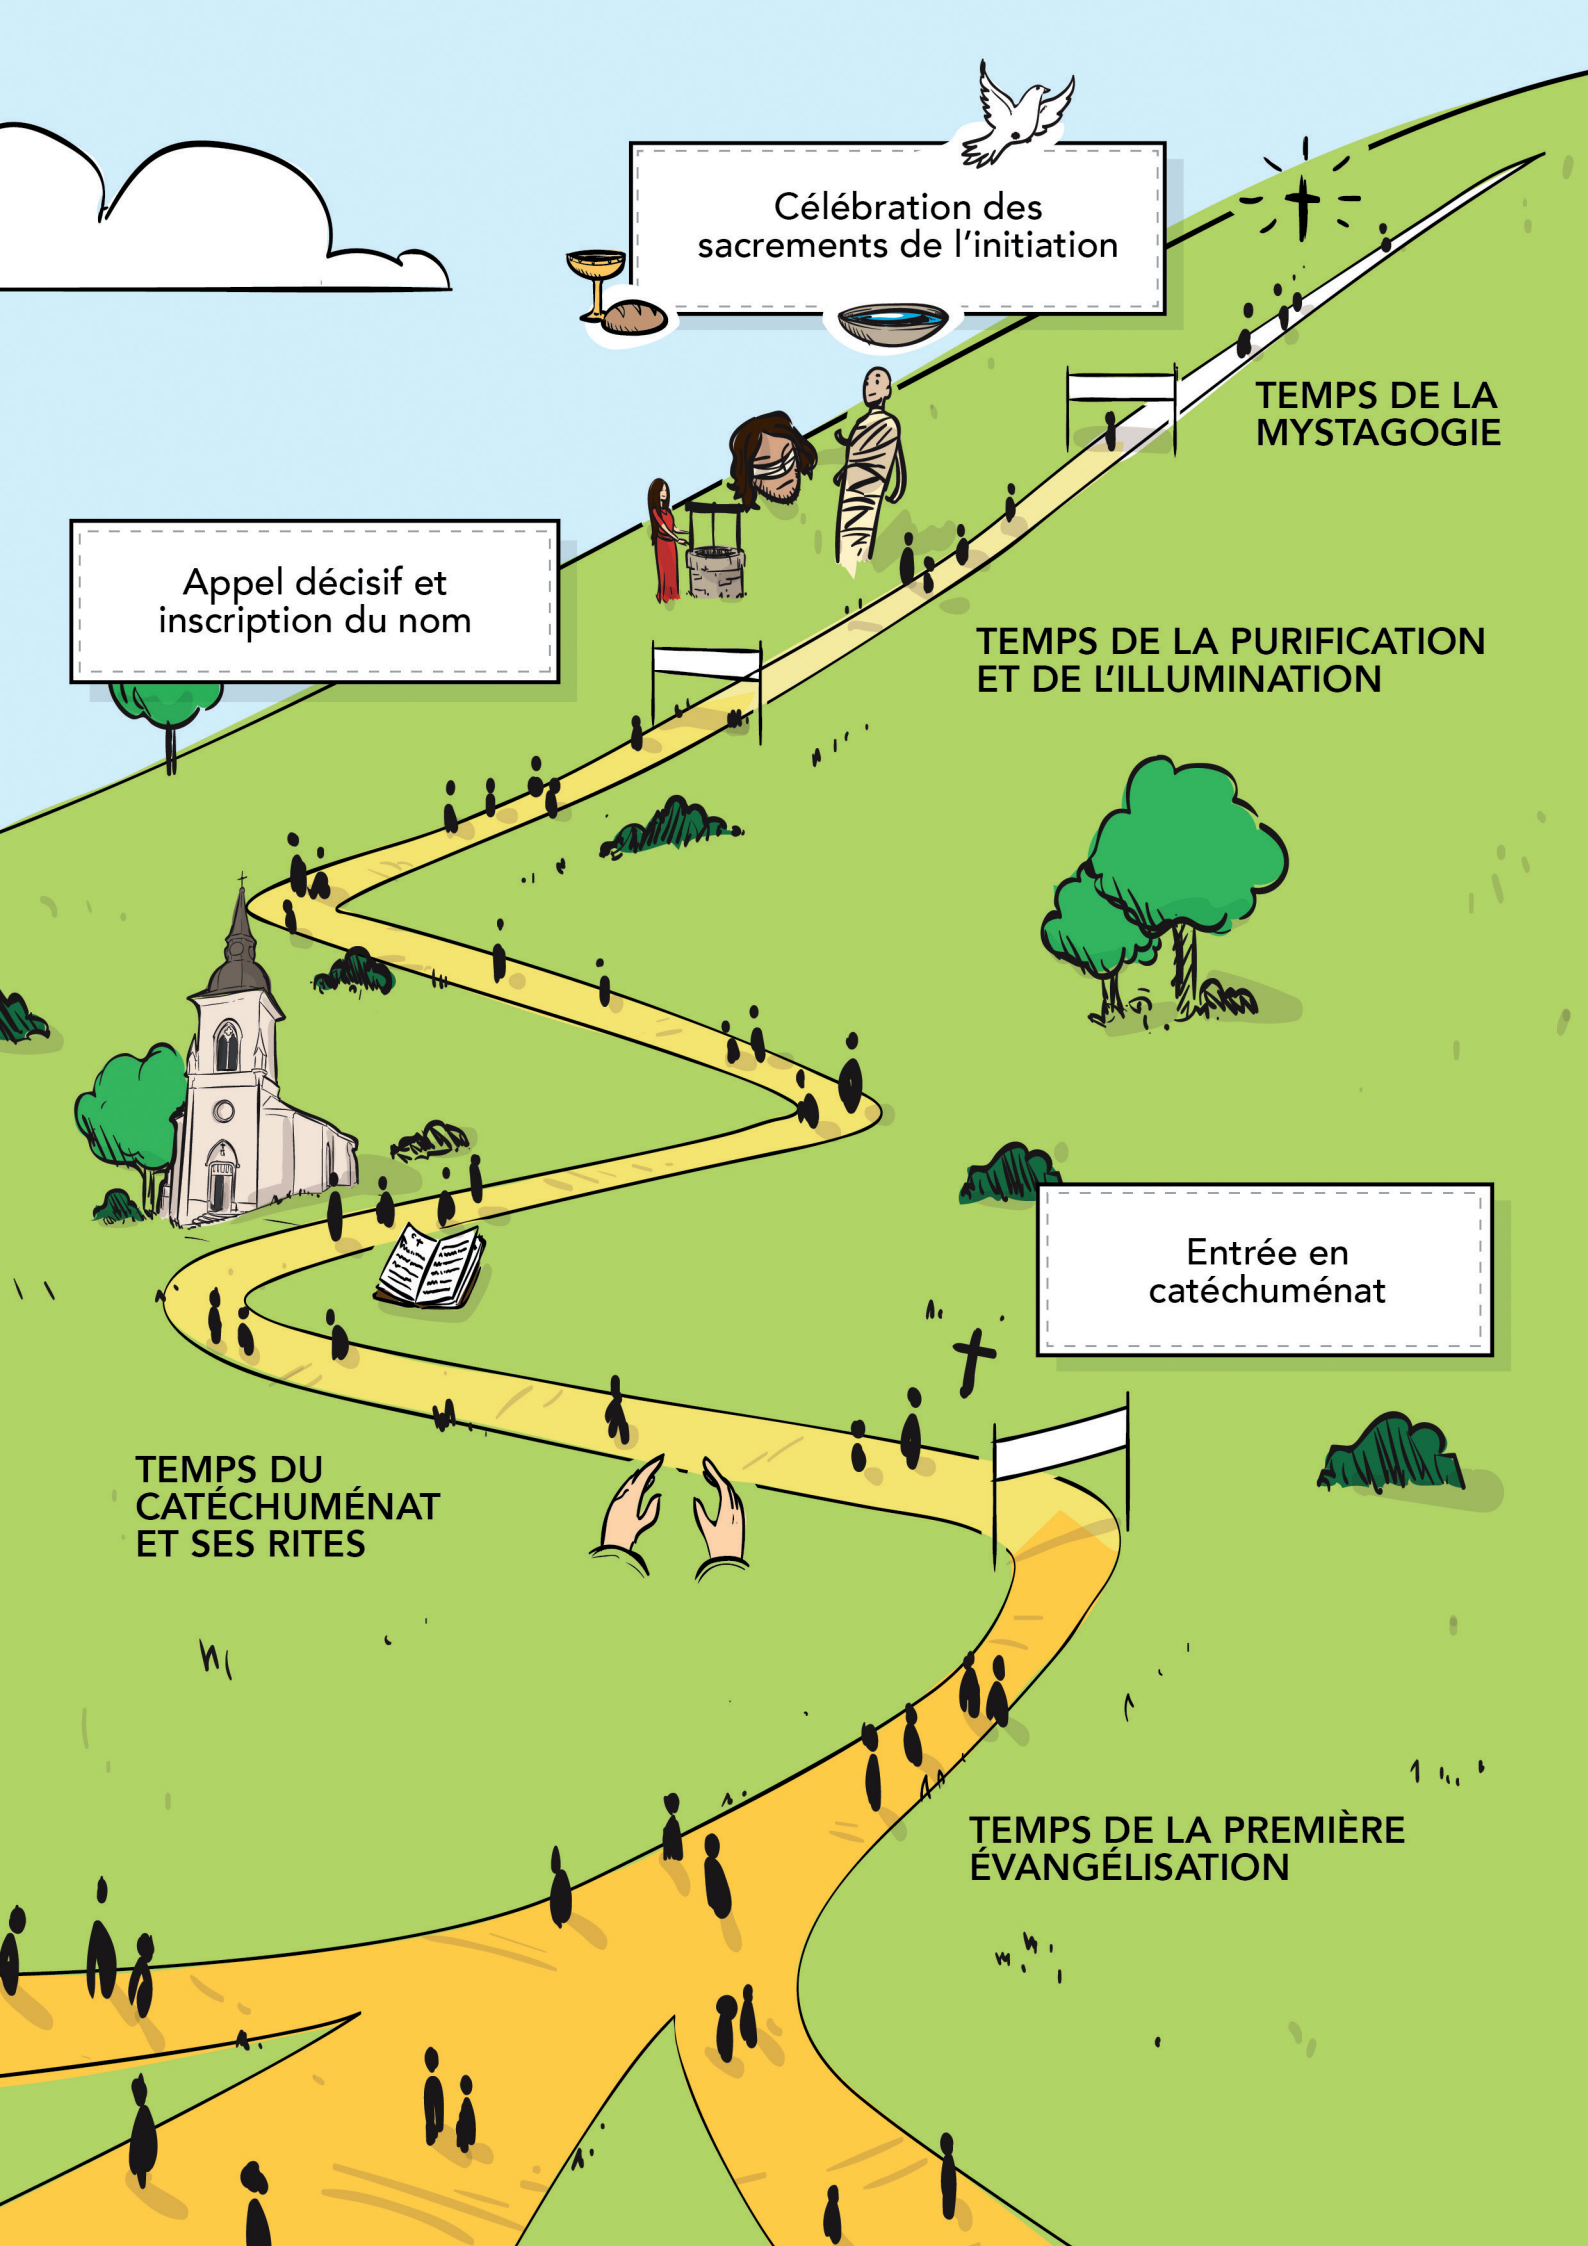 Célébration des
sacrements de l'initiation
TEMPS DE LA
MYSTAGOGIE
Appel décisif et
inscription du nom
TEMPS DE LA PURIFICATION
ET DE L'ILLUMINATION
Entrée en
catéchuménat
TEMPS DU
CATÉCHUMÉNAT
ET SES RITES
TEMPS DE LA PREMIÈRE
ÉVANGÉLISATION